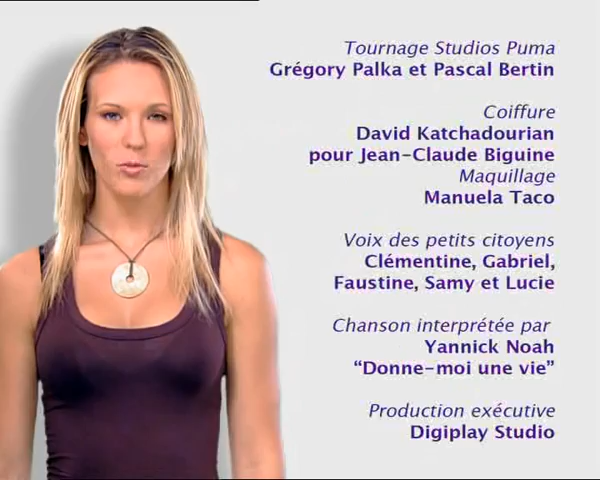 Tournage Studios Puma
Grégory Palka et Pascal Bertin
Coiffure
David Katchadourian
pour Jean-Claude Biguine
Maquillage
Manuela Taco
Voix des petits citoyens
Clémentine, Gabriel,
Faustine, Samy et Lucie
Chanson interprétée par
Yannick Noah
“Donne-moi une vie”
Production exécutive
Digiplay Studio